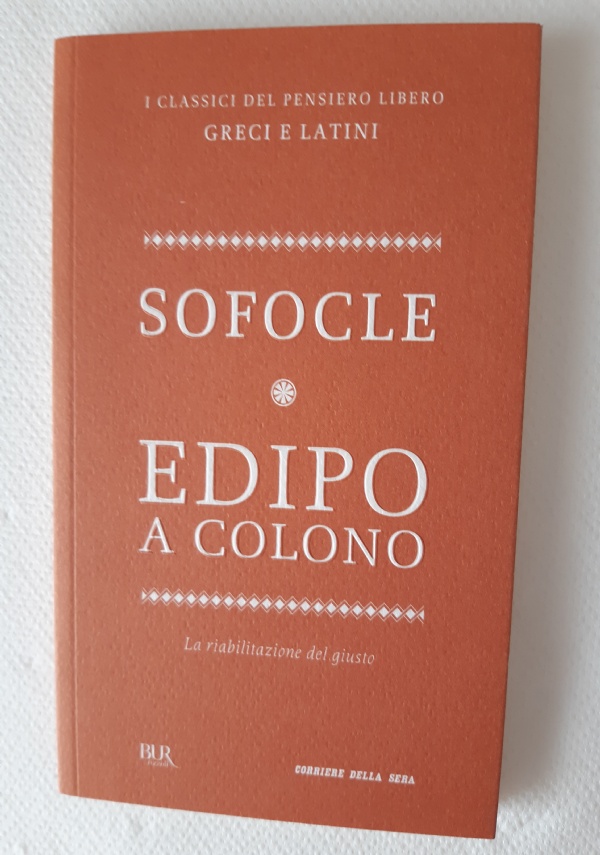 I CLASSICI DEL PENSIERO LIBERO
GRECI E LATINI
SOFOCLE
EDIPO
A COLONO
La riabilitazione del giusto
BUR
CORRIERE DELLA SERA